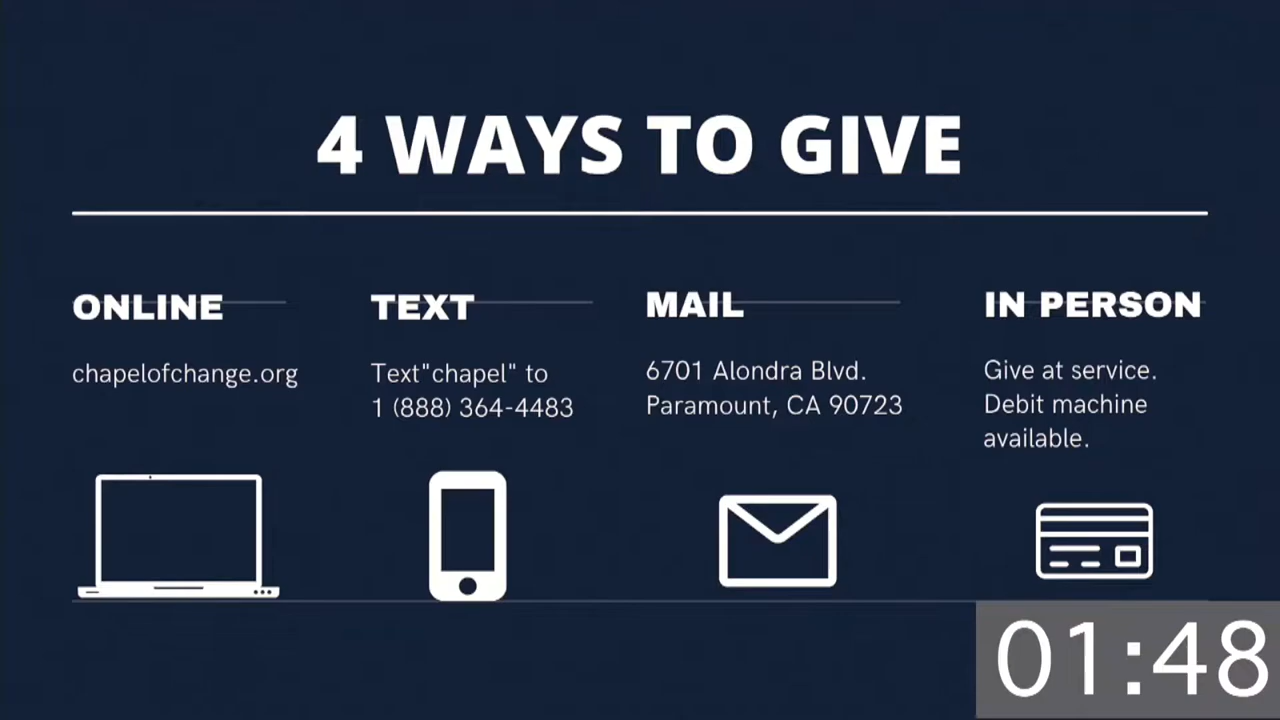 4 WAYS TO GIVE
ONLINE
chapelofchange.org
TEXT
Text"chapel" to
1 (888) 364-4483
MAIL
6701 Alondra Blvd.
Paramount, CA 90723
IN PERSON
Give at service.
Debit machine
available.
01:48